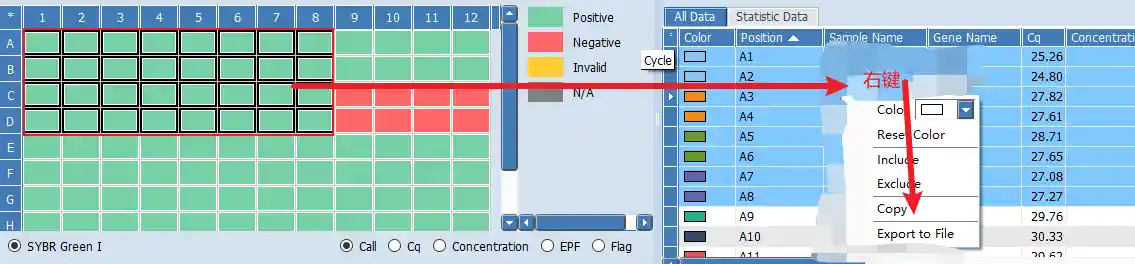 * 1 2 3 4 5 6 7 8 9 10 11 12
A
B
C
D
E
F
G
H
SYBR Green I
Call Cq Concentration EPF Flag
Positive
Negative
Invalid
N/A
Cycle
All Data Statistic Data
Color Position Sample Name Gene Name Cq Concentrati
A1 25.26
A2 24.80
A3 27.82
A4 27.61
A5 28.71
A6 27.65
A7 27.08
A8 27.27
A9 29.76
A10 30.33
A11 29.62
右键
Colo
Reset Color
Include
Exclude
Copy
Export to File